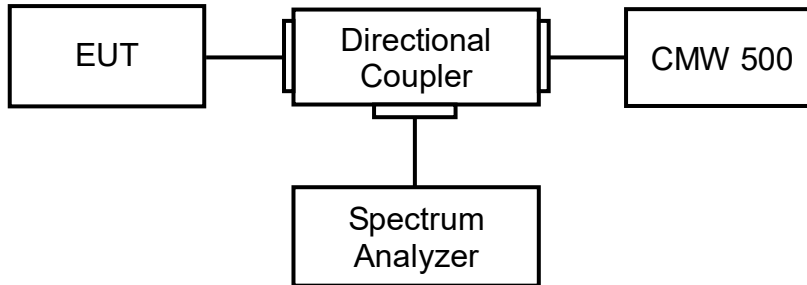 EUT
Directional
Coupler
CMW 500
Spectrum
Analyzer